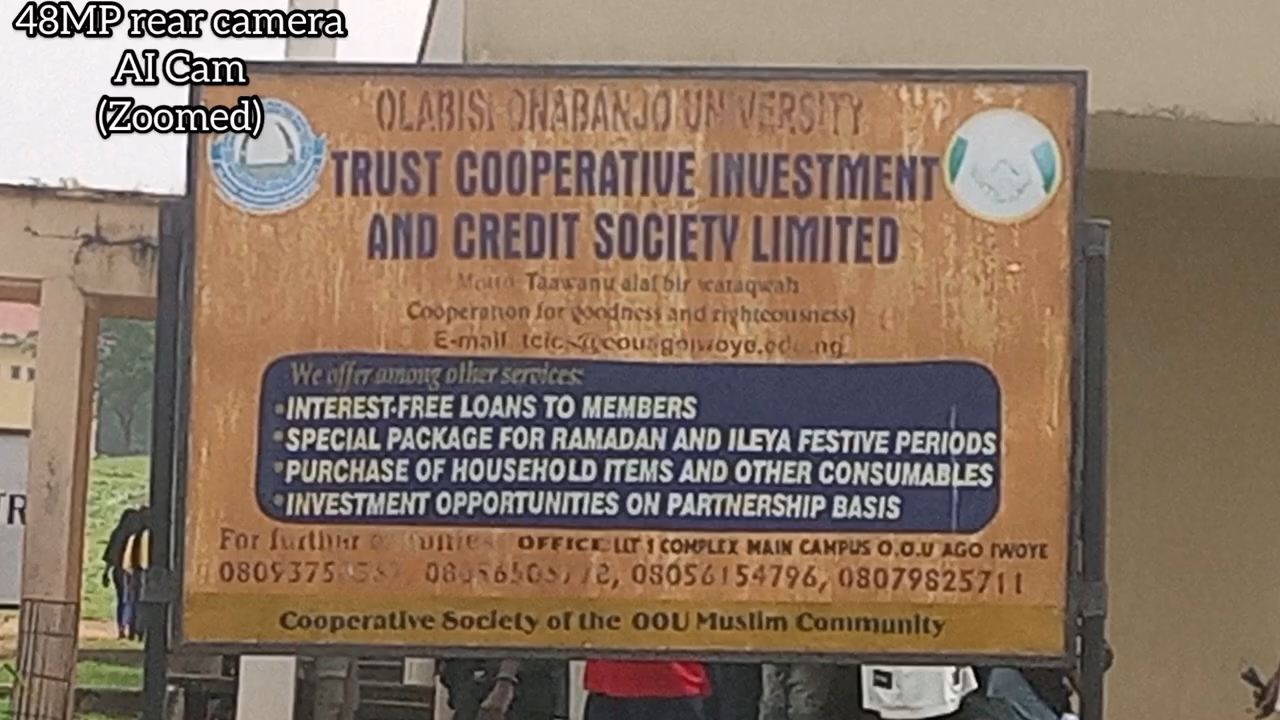 48MP rear camera
AI Cam
(Zoomed)
OLABISI ONABANJO UNIVERSITY
TRUST COOPERATIVE INVESTMENT
AND CREDIT SOCIETY LIMITED
Motto Taawanu alal bir wataqwah
Cooperation for goodness and righteousness)
E-mail
We offer among other services:
•INTEREST-FREE LOANS TO MEMBERS
•SPECIAL PACKAGE FOR RAMADAN AND ILEYA FESTIVE PERIODS
•PURCHASE OF HOUSEHOLD ITEMS AND OTHER CONSUMABLES
•INVESTMENT OPPORTUNITIES ON PARTNERSHIP BASIS
For further OFFICE LLT 1 COMPLEX MAIN CAMPUS O.O.U AGO IWOYE
08056154796, 08079825711
Cooperative Society of the OOU Muslim Community
TR